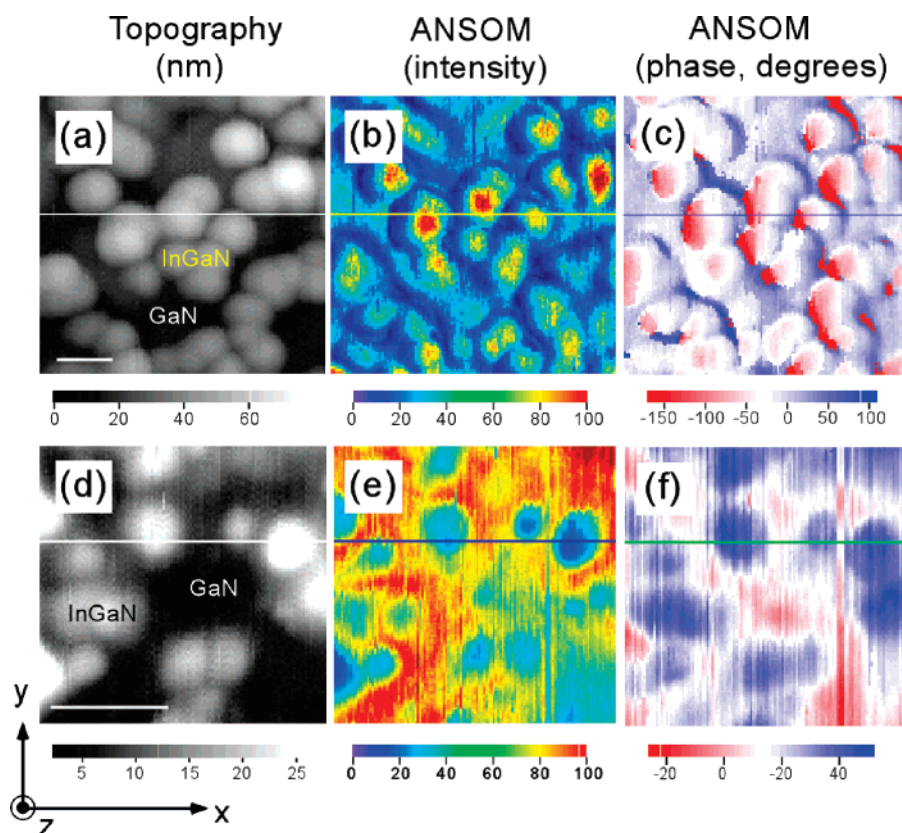 Topography
(nm)
ANSOM
(intensity)
ANSOM
(phase, degrees)
(a)
InGaN
GaN
(b)
(c)
0 20 40 60
0 20 40 60 80 100
-150 -100 -50 0 50 100
(d)
GaN
InGaN
(e)
(f)
5 10 15 20 25
0 20 40 60 80 100
-20 0 -20 40
y
z
x